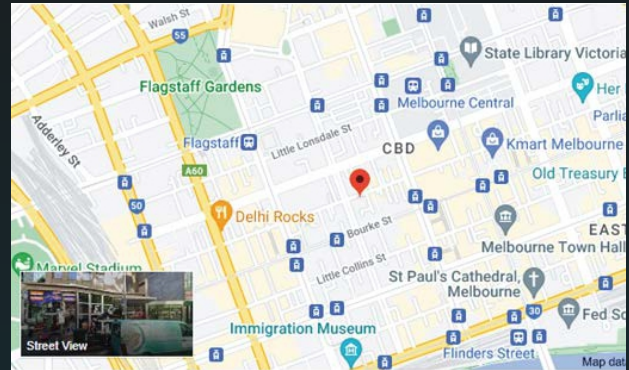 Walsh St
55
State Library Victoria
Flagstaff Gardens
Her
Melbourne Central
Parlia
Adderley St
Flagstaff
Little Lonsdale St
CBD
Kmart Melbourne
A60
Old Treasury B
50
Delhi Rocks
Bourke St
EAST
Melbourne Town Hall
Marvel Stadium
Little Collins St
St Paul's Cathedral,
Melbourne
30
Fed Sq
Immigration Museum
Street View
Flinders Street
Map data